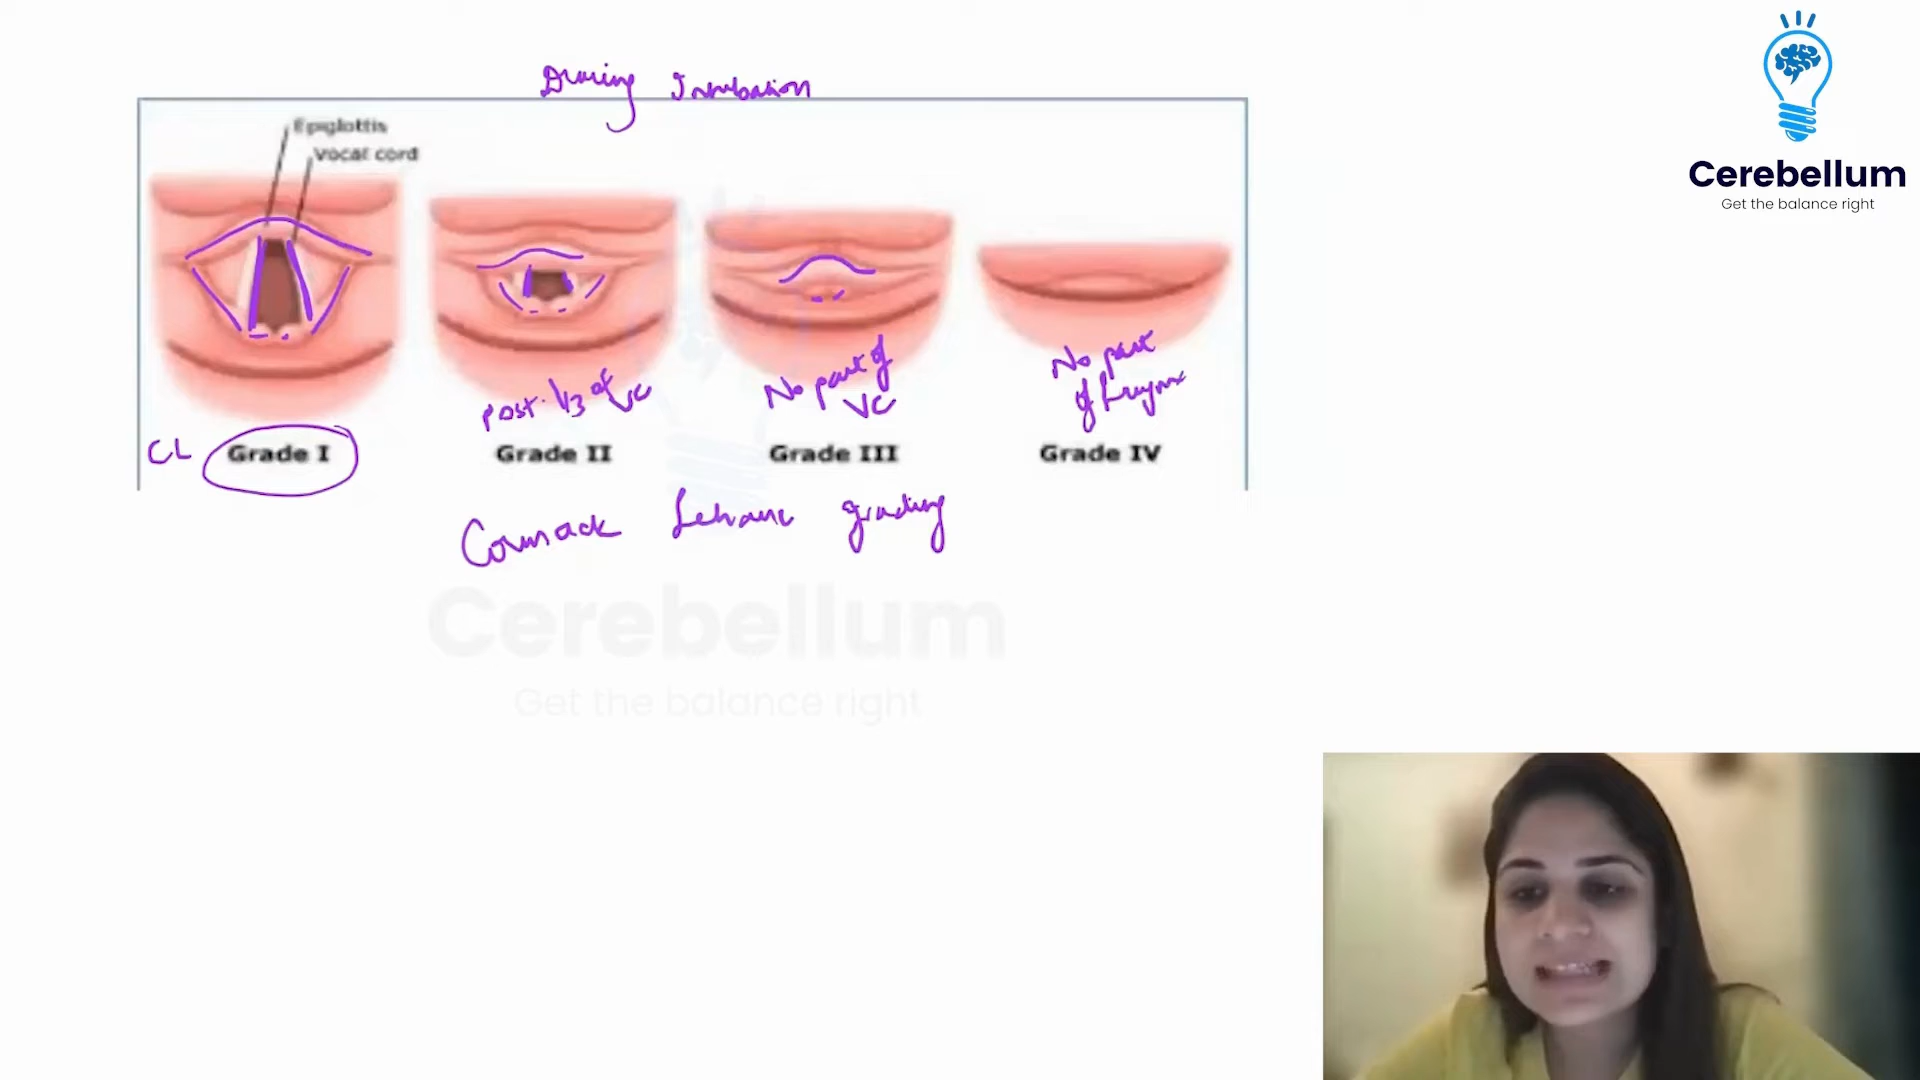 Cerebellum
Get the balance right
During Intubation
Epiglottis
Vocal cord
post. 1/3 of VC
No part of VC
No part of Larynx
CL
Grade I
Grade II
Grade III
Grade IV
Cormack Lehane grading
Cerebellum
Get the balance right